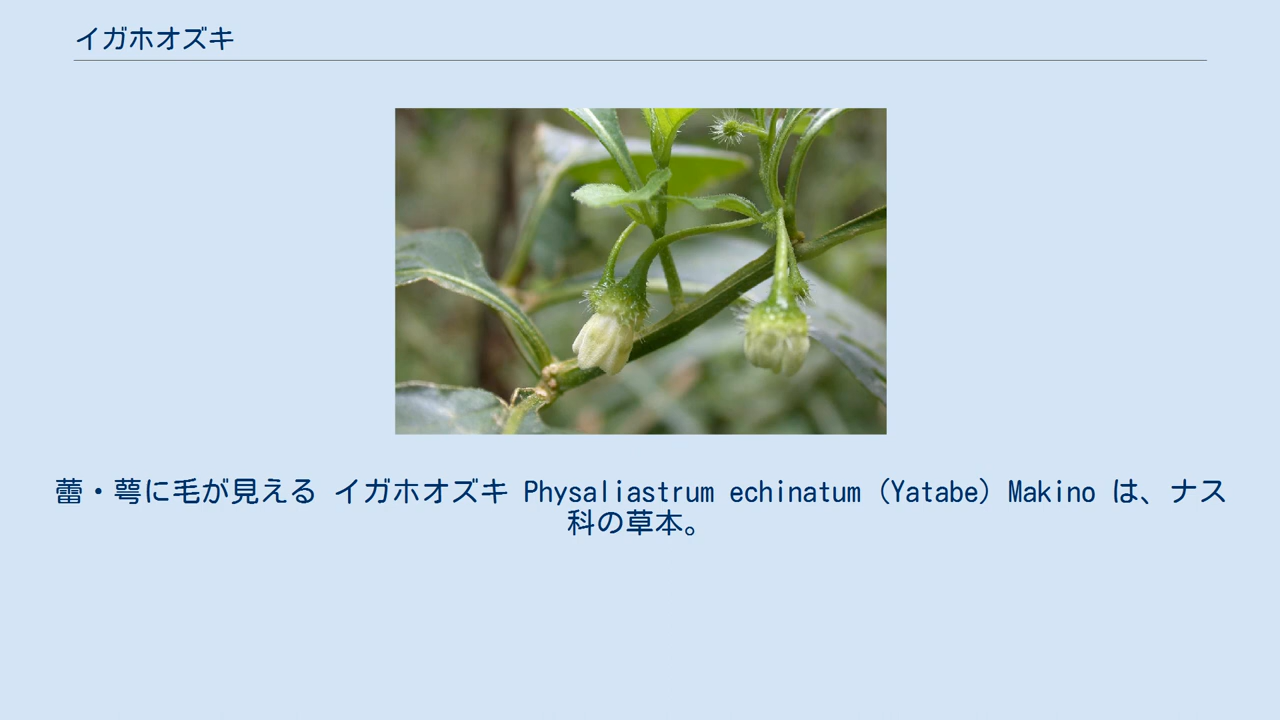 イガホオズキ
蕾・萼に毛が見える イガホオズキ Physaliastrum echinatum (Yatabe) Makino は、ナス
科の草本。